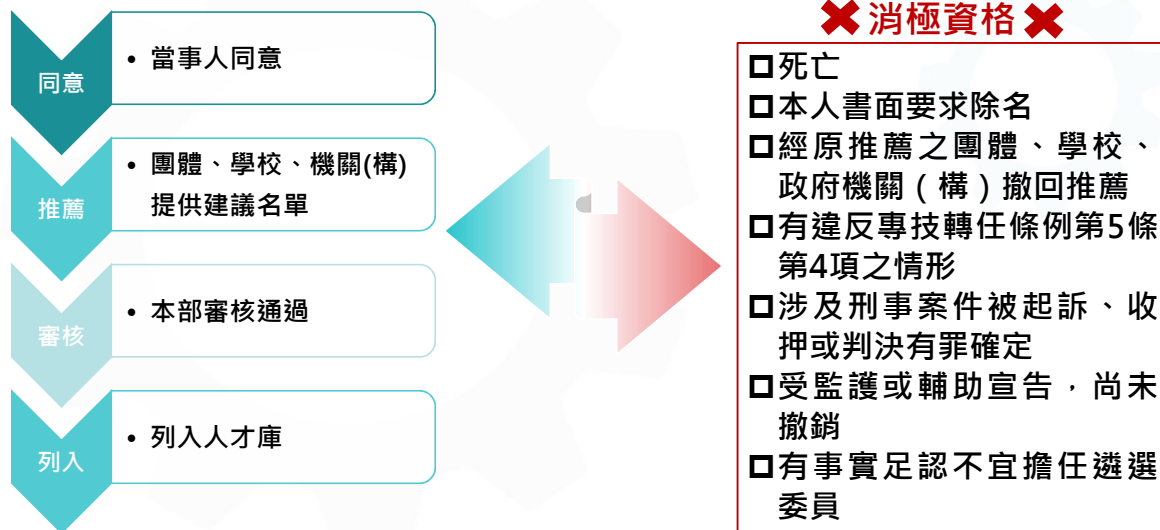 同意
• 當事人同意
推薦
• 團體、學校、機關(構)
提供建議名單
審核
• 本部審核通過
列入
• 列入人才庫
✖消極資格✖
□死亡
□本人書面要求除名
□經原推薦之團體、學校、
政府機關（構）撤回推薦
□有違反專技轉任條例第5條
第4項之情形
□涉及刑事案件被起訴、收
押或判決有罪確定
□受監護或輔助宣告，尚未
撤銷
□有事實足認不宜擔任遴選
委員